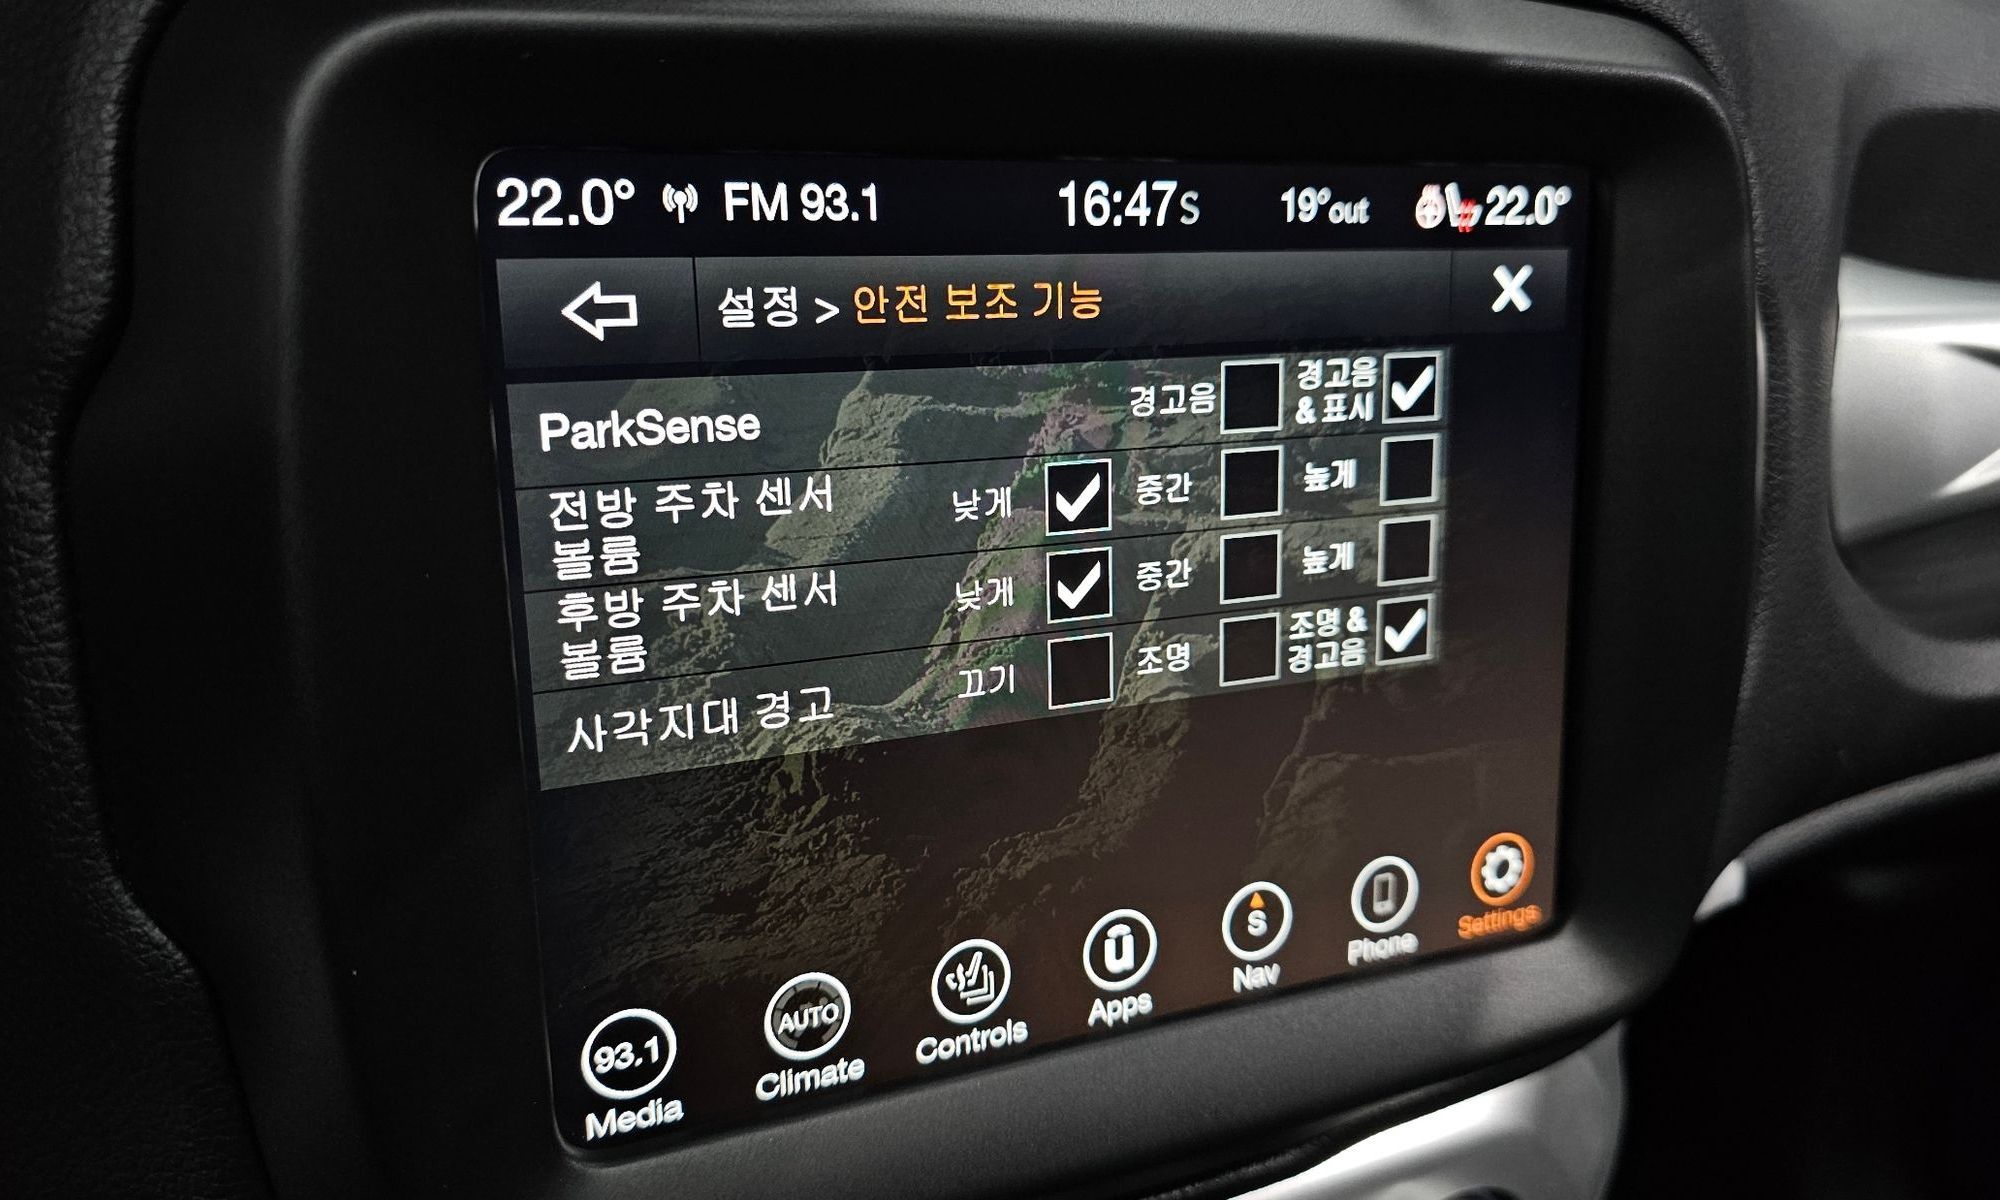 22.0° FM 93.1 16:47 S 19°out 22.0°
설정 > 안전 보조 기능 X
ParkSense 경고음 경고음
& 표시
전방 주차 센서 낮게 중간 높게
볼륨
후방 주차 센서 낮게 중간 높게
볼륨
사각지대 경고 끄기 조명 조명 &
경고음
93.1 AUTO S
Media Climate Controls Apps Nav Phone Settings